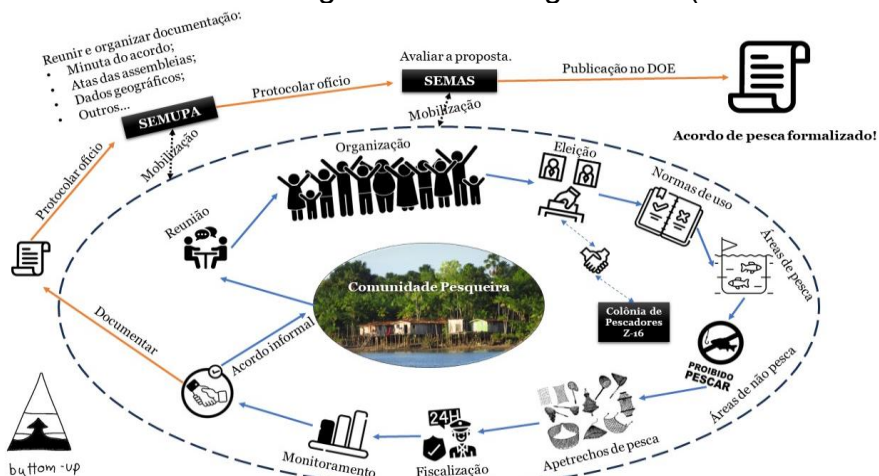 Reunir e organizar documentação:
• Minuta do acordo;
• Atas das assembleias;
• Dados geográficos;
• Outros...
SEMUPA
Protocolar ofício
Avaliar a proposta.
SEMAS
Publicação no DOE
Acordo de pesca formalizado!
Protocolar ofício
Mobilização
Mobilização
Organização
Eleição
Normas de uso
Reunião
Áreas de pesca
Comunidade Pesqueira
Colônia de
Pescadores
Z-16
Documentar
Acordo informal
PROIBIDO
PESCAR
Áreas de não pesca
24H
Apetrechos de pesca
Monitoramento
Fiscalização
buttom-up